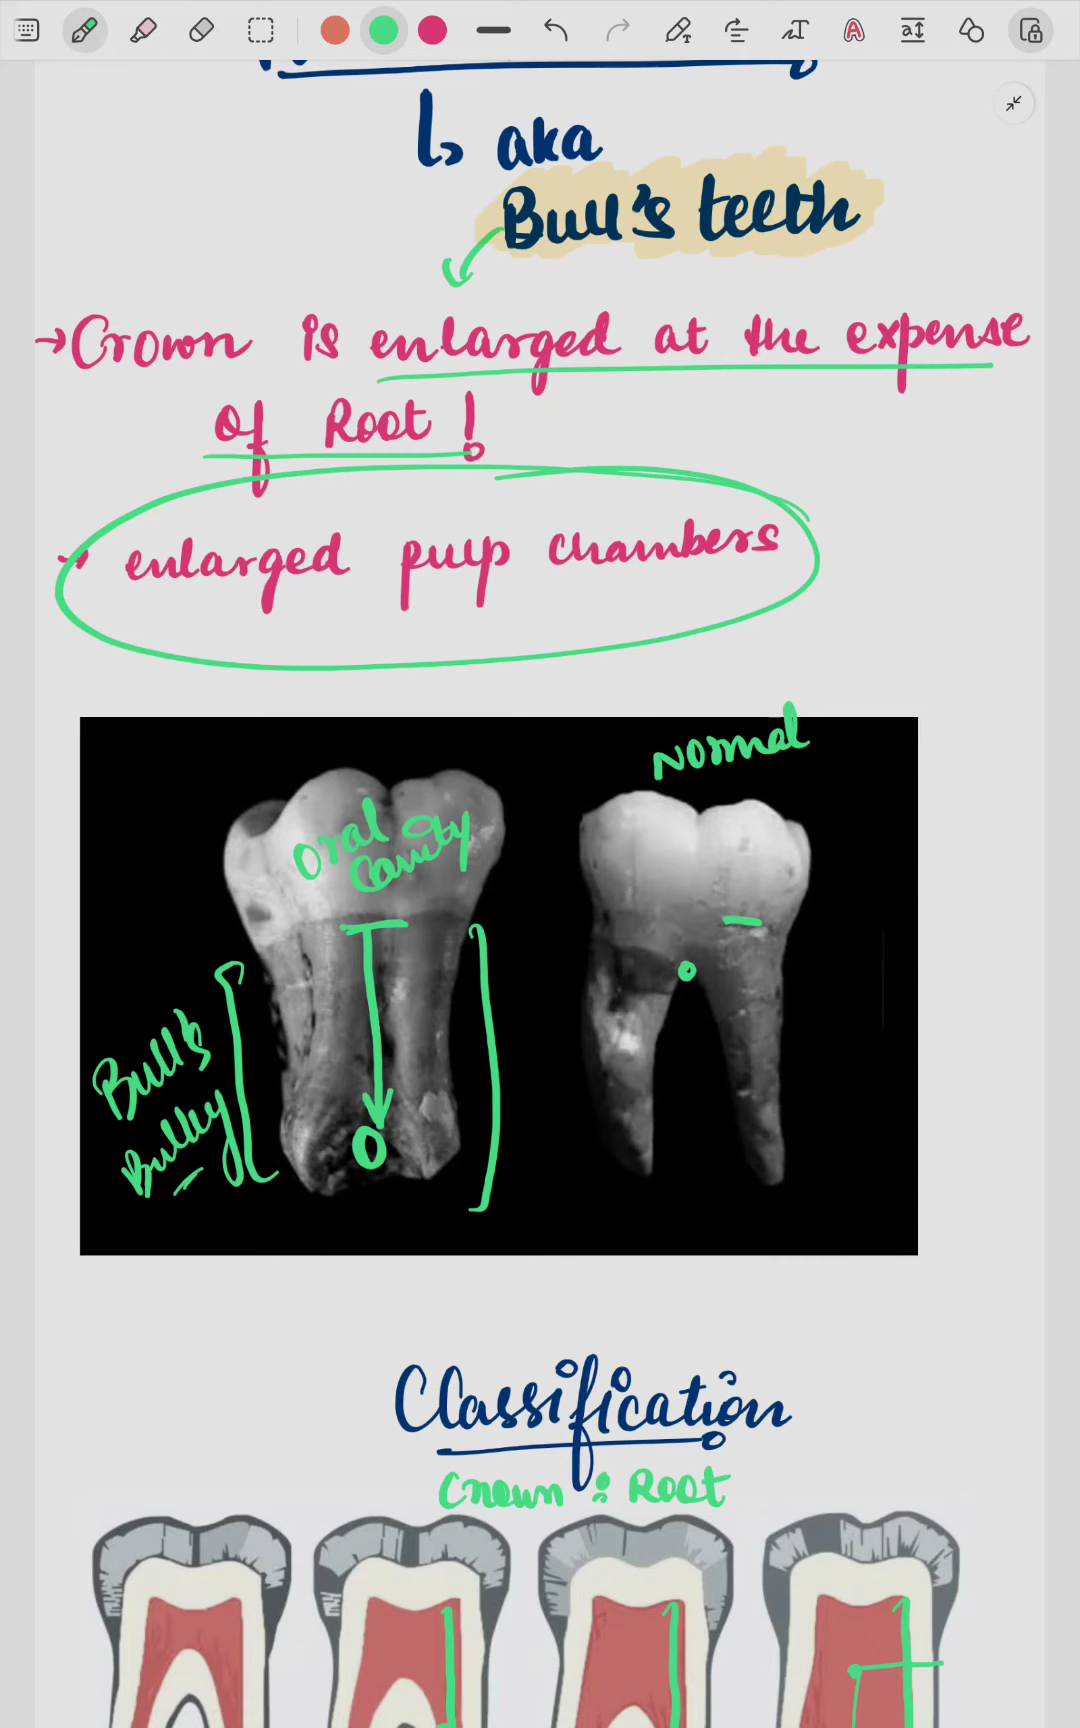 aka
Bull's teeth
→Crown is enlarged at the expense
of Root!
enlarged pulp chambers
Normal
Oral cavity
Bull's
Bulky
Classification
Crown : Root